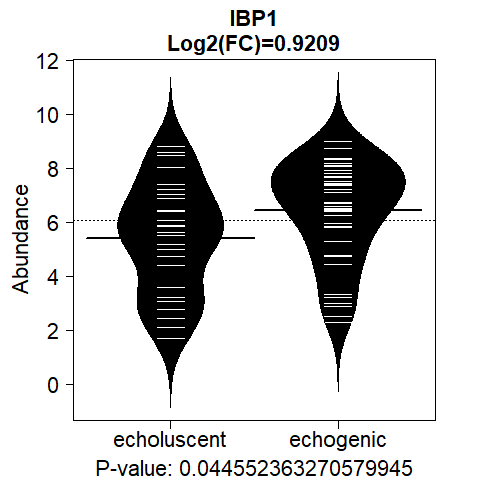 IBP1
Log2(FC)=0.9209
Abundance
12
10
8
6
4
2
0
echoluscent echogenic
P-value: 0.044552363270579945